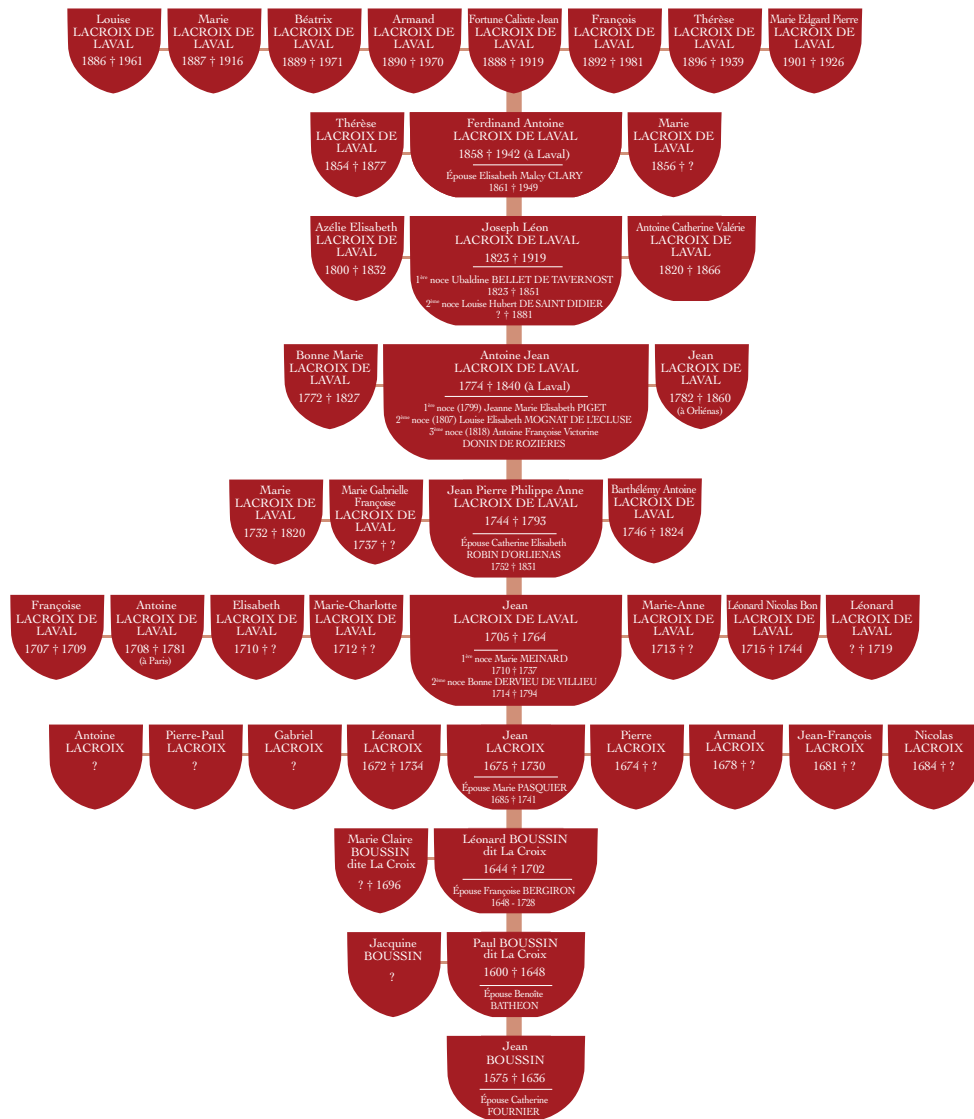 Louise
LACROIX DE
LAVAL
1886 † 1961
Marie
LACROIX DE
LAVAL
1887 † 1916
Béatrix
LACROIX DE
LAVAL
1889 † 1971
Armand
LACROIX DE
LAVAL
1890 † 1970
Fortune Calixte Jean
LACROIX DE
LAVAL
1888 † 1919
François
LACROIX DE
LAVAL
1892 † 1981
Thérèse
LACROIX DE
LAVAL
1896 † 1939
Marie Edgard Pierre
LACROIX DE
LAVAL
1901 † 1926
Thérèse
LACROIX DE
LAVAL
1854 † 1877
Ferdinand Antoine
LACROIX DE LAVAL
1858 † 1942 (à Laval)
Épouse Elisabeth Malcy CLARY
1861 † 1949
Marie
LACROIX DE
LAVAL
1856 † ?
Azélie Elisabeth
LACROIX DE
LAVAL
1800 † 1832
Joseph Léon
LACROIX DE LAVAL
1823 † 1919
1ère noce Ubaldine BELLET DE TAVERNOST
1823 † 1851
2ème noce Louise Hubert DE SAINT DIDIER
? † 1881
Antoine Catherine Valérie
LACROIX DE
LAVAL
1820 † 1866
Bonne Marie
LACROIX DE
LAVAL
1772 † 1827
Antoine Jean
LACROIX DE LAVAL
1774 † 1840 (à Laval)
1ère noce (1799) Jeanne Marie Elisabeth PIGET
2ème noce (1807) Louise Elisabeth MOGNAT DE L'ECLUSE
3ème noce (1818) Antoine Françoise Victorine
DONIN DE ROZIERES
Jean
LACROIX DE
LAVAL
1782 † 1860
(à Orliénas)
Marie
LACROIX DE
LAVAL
1732 † 1820
Marie Gabrielle
Françoise
LACROIX DE
LAVAL
1737 † ?
Jean Pierre Philippe Anne
LACROIX DE LAVAL
1744 † 1793
Épouse Catherine Elisabeth
ROBIN D'ORLIENAS
1752 † 1831
Barthélémy Antoine
LACROIX DE
LAVAL
1746 † 1824
Françoise
LACROIX DE
LAVAL
1707 † 1709
Antoine
LACROIX DE
LAVAL
1708 † 1781
(à Paris)
Elisabeth
LACROIX DE
LAVAL
1710 † ?
Marie-Charlotte
LACROIX DE
LAVAL
1712 † ?
Jean
LACROIX DE LAVAL
1705 † 1764
1ère noce Marie MEINARD
1710 † 1737
2ème noce Bonne DERVIEU DE VILLIEU
1714 † 1794
Marie-Anne
LACROIX DE
LAVAL
1713 † ?
Léonard Nicolas Bon
LACROIX DE
LAVAL
1715 † 1744
Léonard
LACROIX DE
LAVAL
? † 1719
Antoine
LACROIX
?
Pierre-Paul
LACROIX
?
Gabriel
LACROIX
?
Léonard
LACROIX
1672 † 1734
Jean
LACROIX
1675 † 1730
Épouse Marie PASQUIER
1685 † 1741
Pierre
LACROIX
1674 † ?
Armand
LACROIX
1678 † ?
Jean-François
LACROIX
1681 † ?
Nicolas
LACROIX
1684 † ?
Marie Claire
BOUSSIN
dite La Croix
? † 1696
Léonard BOUSSIN
dit La Croix
1644 † 1702
Épouse Françoise BERGIRON
1648 - 1728
Jacquine
BOUSSIN
?
Paul BOUSSIN
dit La Croix
1600 † 1648
Épouse Benoîte
BATHEON
Jean
BOUSSIN
1575 † 1636
Épouse Catherine
FOURNIER